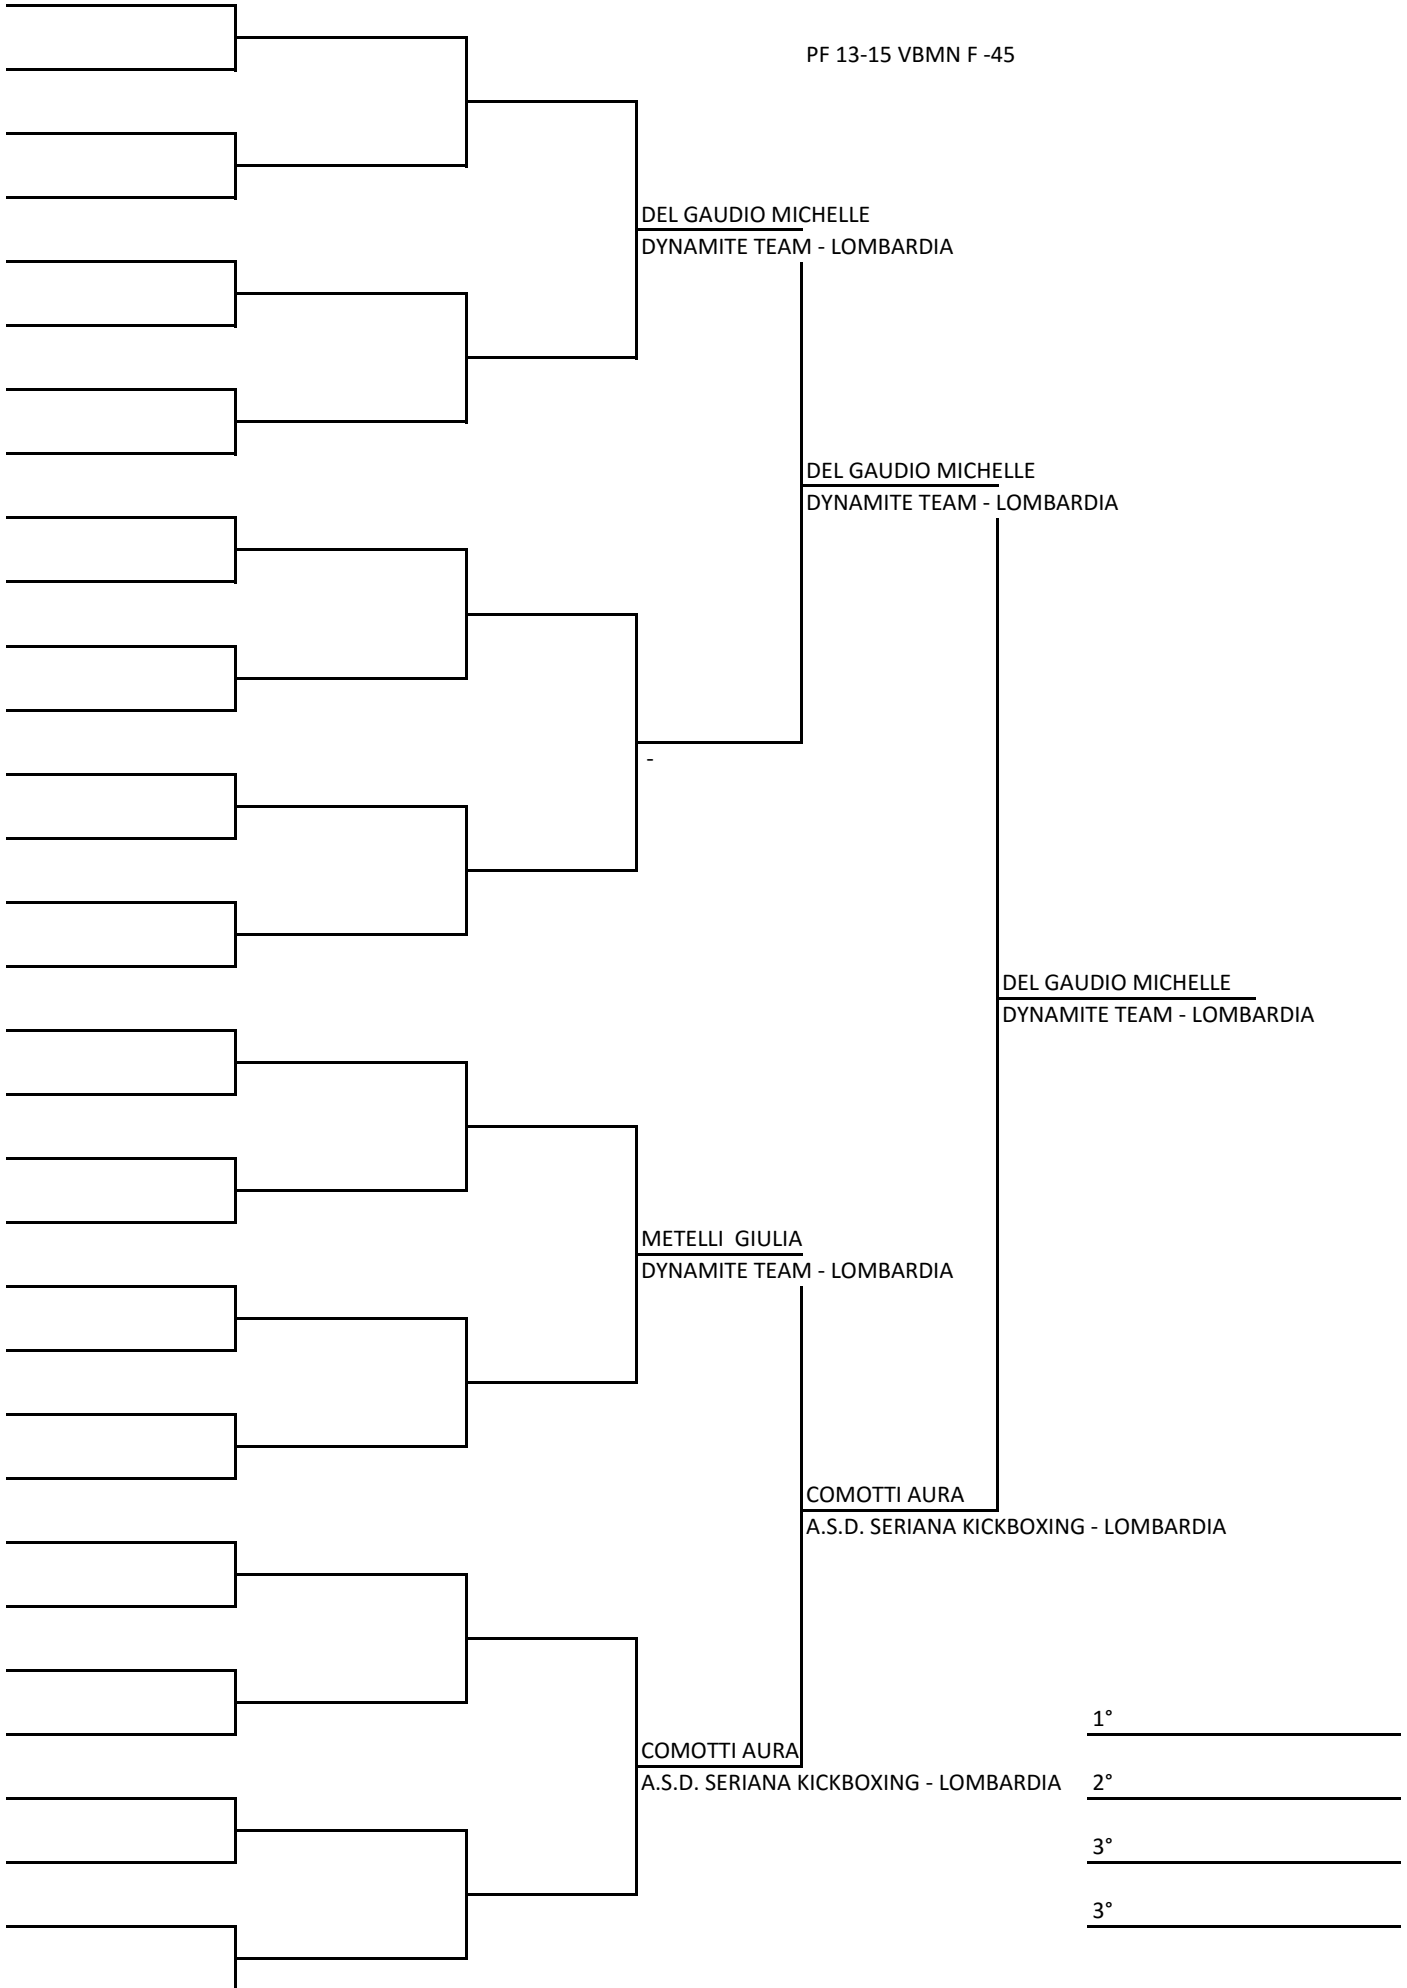 PF 13-15 VBMN F -45
DEL GAUDIO MICHELLE
DYNAMITE TEAM - LOMBARDIA
DEL GAUDIO MICHELLE
DYNAMITE TEAM - LOMBARDIA
-
DEL GAUDIO MICHELLE
DYNAMITE TEAM - LOMBARDIA
METELLI  GIULIA
DYNAMITE TEAM - LOMBARDIA
COMOTTI AURA
A.S.D. SERIANA KICKBOXING - LOMBARDIA
1°
COMOTTI AURA
A.S.D. SERIANA KICKBOXING - LOMBARDIA
2°
3°
3°